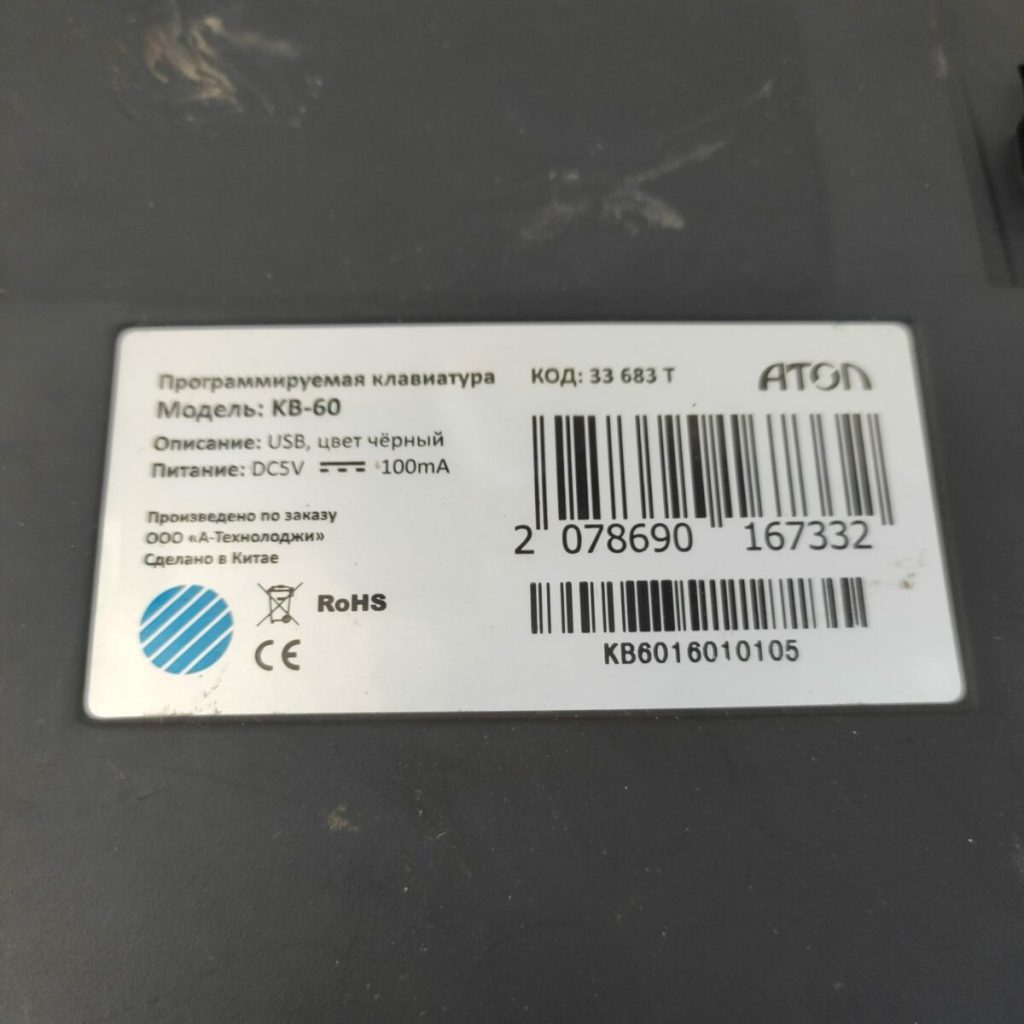 Программируемая клавиатура
Модель: KB-60
Описание: USB, цвет чёрный
Питание: DC5V 100mA
Произведено по заказу
ООО «А-Технолоджи»
Сделано в Китае
RoHS
CE
КОД: 33 683 Т
АТОЛ
2 078690 167332
KB6016010105